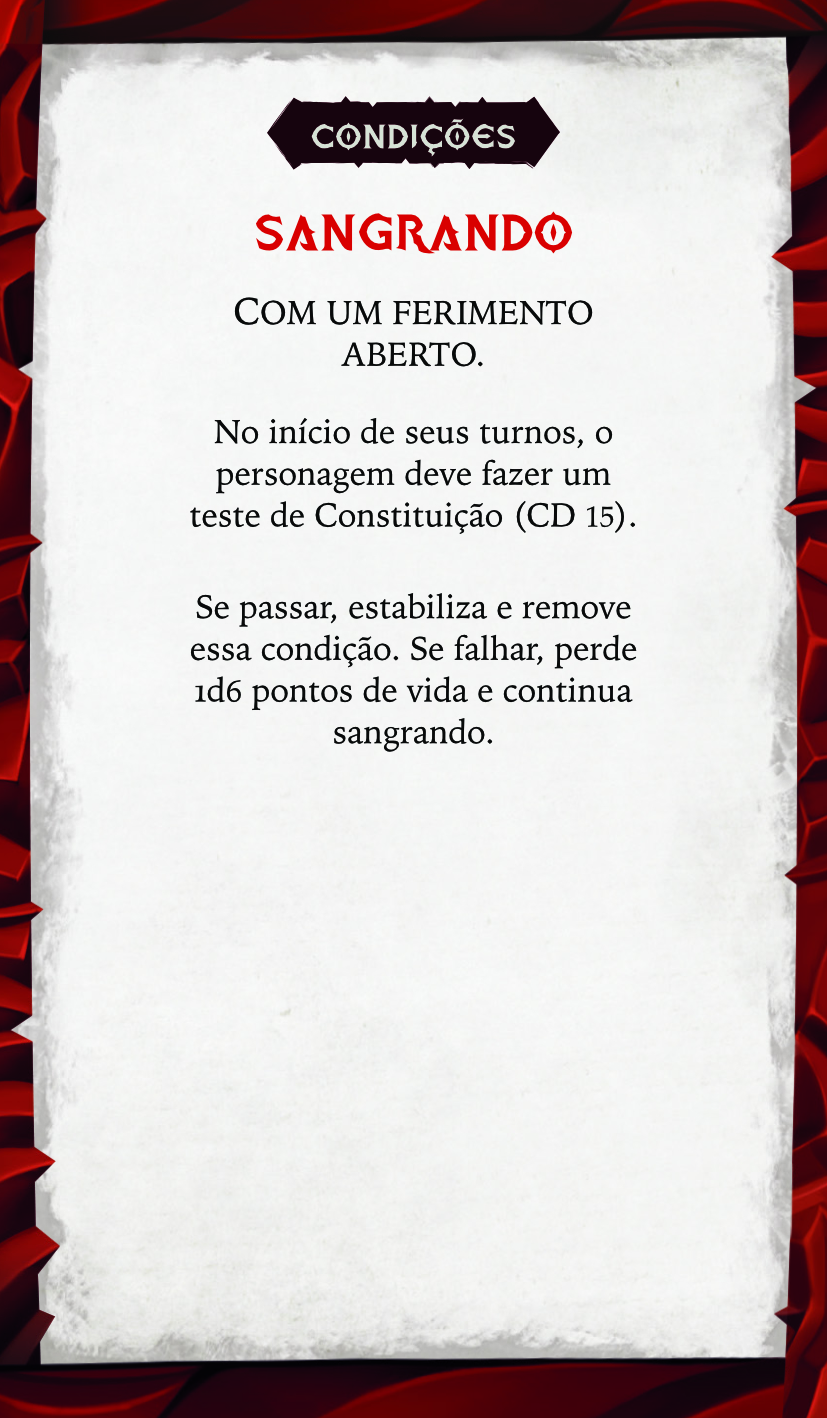 CONDIÇÕES
SANGRANDO
COM UM FERIMENTO
ABERTO.
No início de seus turnos, o
personagem deve fazer um
teste de Constituição (CD 15).
Se passar, estabiliza e remove
essa condição. Se falhar, perde
1d6 pontos de vida e continua
sangrando.